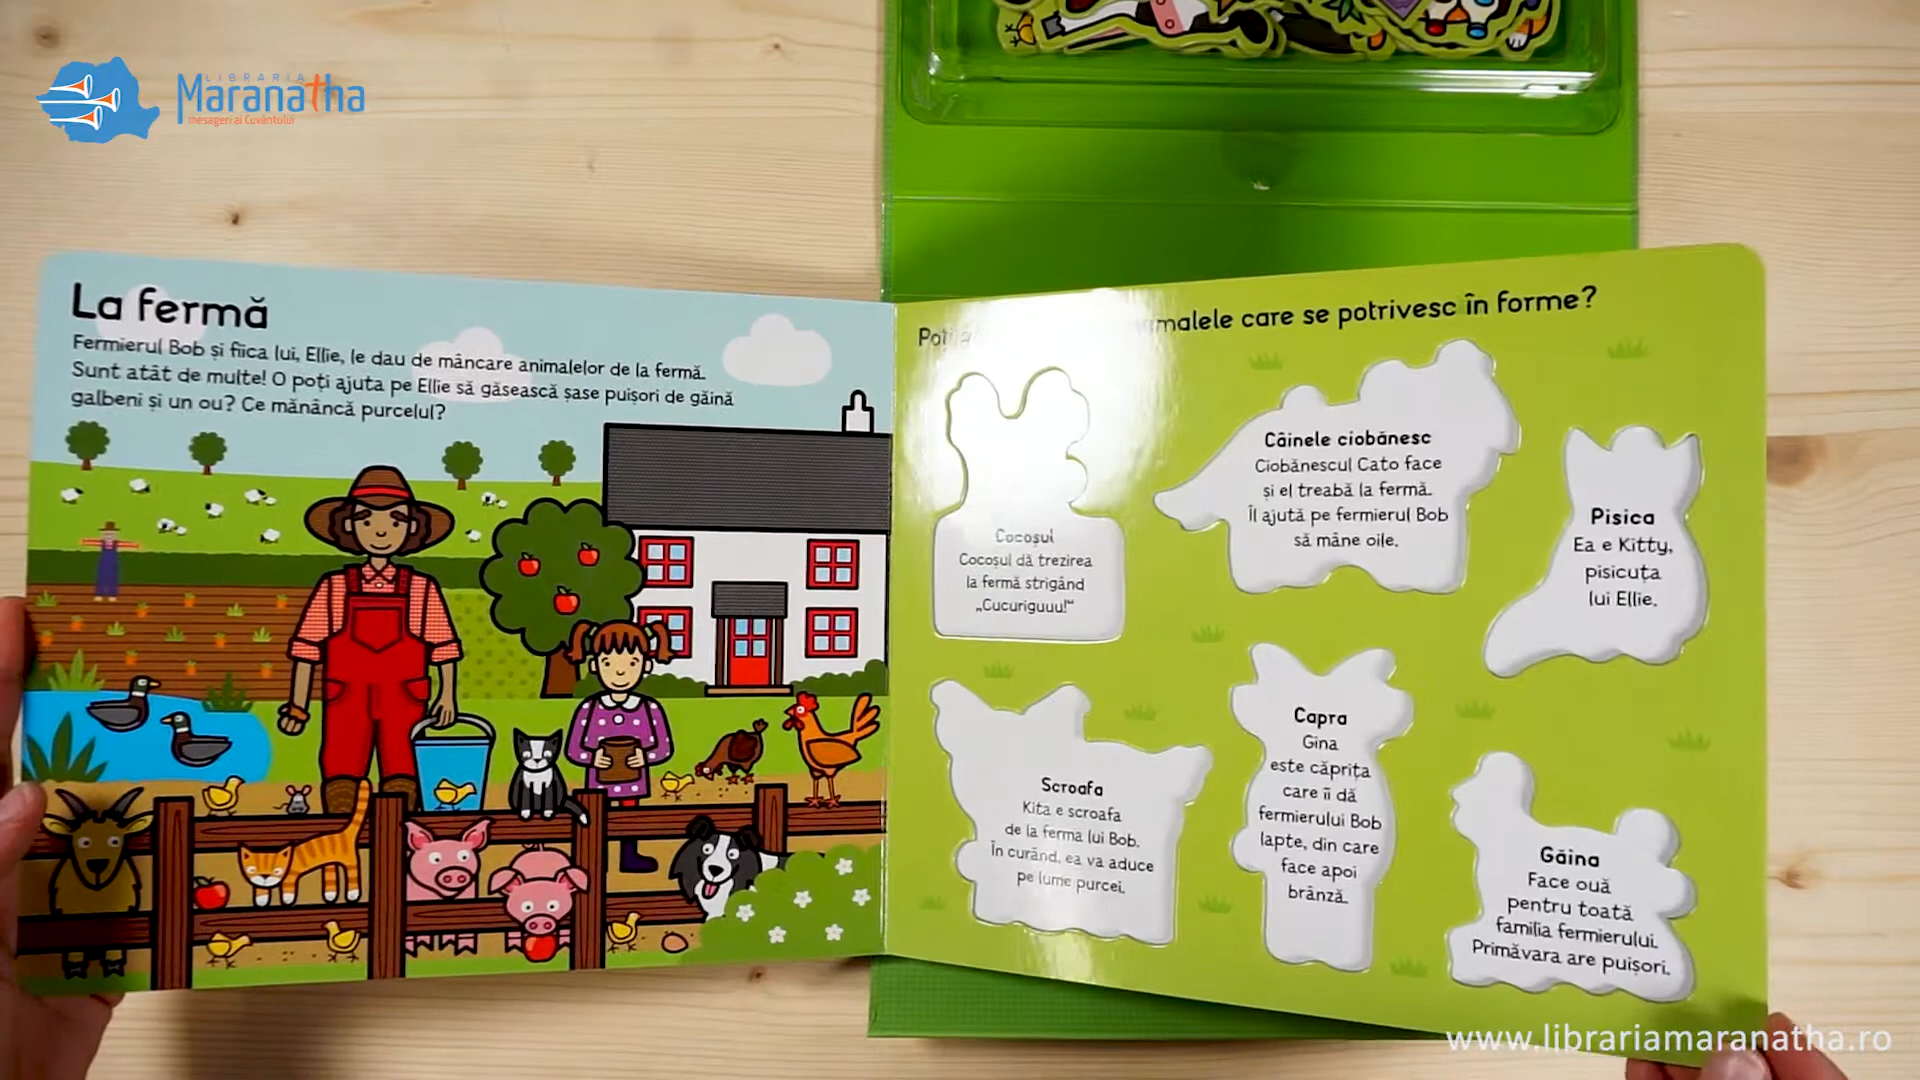 LIBRARIA
Maranatha
mesageri ai Cuvântului
La fermă
Fermierul Bob și fiica lui, Ellie, le dau de mâncare animalelor de la fermă.
Sunt atât de multe! O poți ajuta pe Ellie să găsească șase puișori de găină
galbeni și un ou? Ce mănâncă purcelul?
care se potrivesc în forme?
Cocoșul
Cocoșul dă trezirea
la fermă strigând
„Cucuriguuu!“
Câinele ciobănesc
Ciobănescul Cato face
și el treabă la fermă.
Îl ajută pe fermierul Bob
să mâne oile.
Pisica
Ea e Kitty,
pisicuța
lui Ellie.
Scroafa
Kita e scroafa
de la ferma lui Bob.
În curând, ea va aduce
pe lume purcei.
Capra
Gina
este căprița
care îi dă
fermierului Bob
lapte, din care
face apoi
brânză.
Găina
Face ouă
pentru toată
familia fermierului.
Primăvara are puișori.
www.librariamaranatha.ro